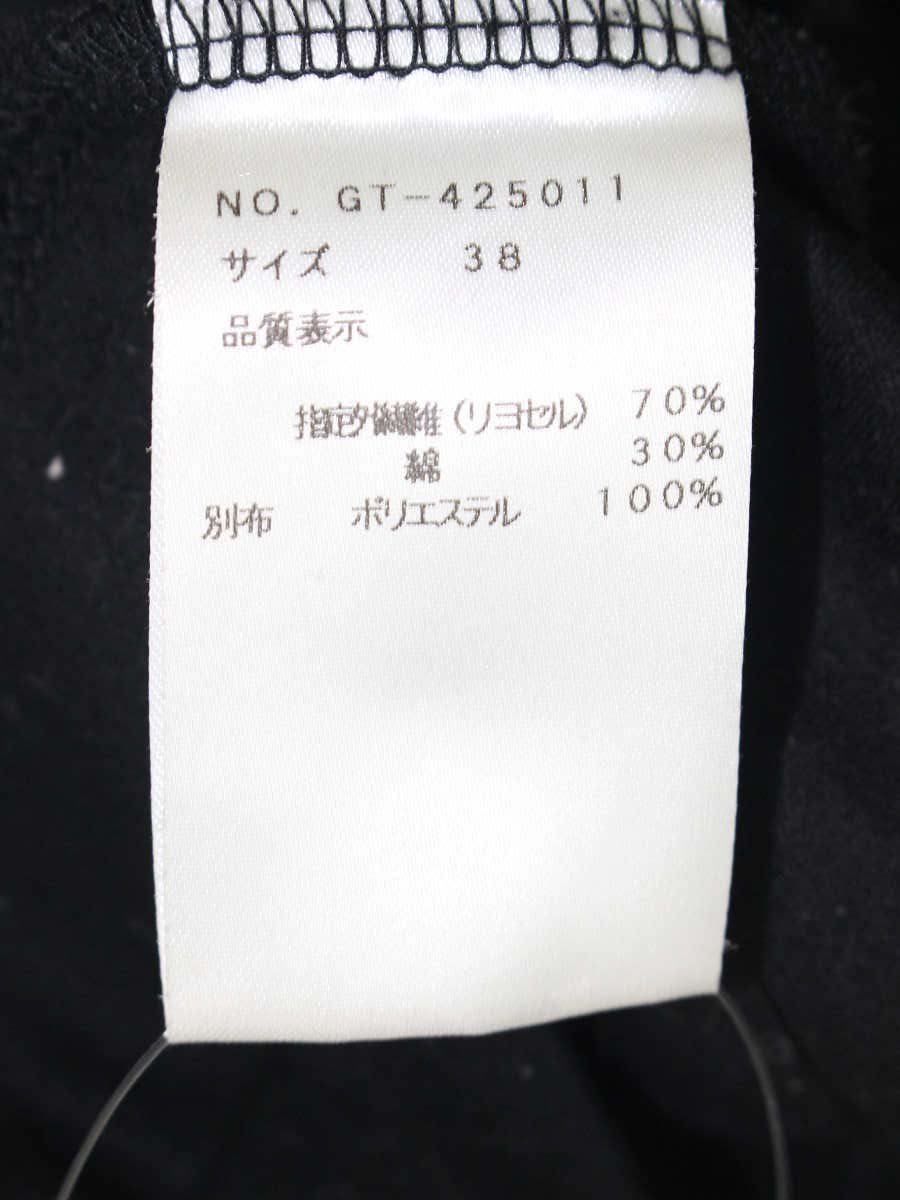 NO. GT-425011
サイズ 38
品質表示
指定外繊維(リヨセル) 70%
綿 30%
別布 ポリエステル 100%